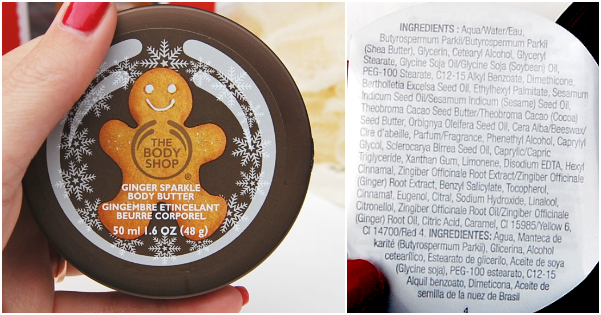 THE
BODY
SHOP
®
GINGER SPARKLE
BODY BUTTER
GINGEMBRE ETINCELANT
BEURRE CORPOREL
50 ml 1.6 OZ (48 g)
INGREDIENTS : Aqua/Water/Eau,
Butyrospermum Parkii/Butyrospermum Parkii
(Shea Butter), Glycerin, Cetearyl Alcohol, Glyceryl
Stearate, Glycine Soja Oil/Glycine Soja (Soybean) Oil,
PEG-100 Stearate, C12-15 Alkyl Benzoate, Dimethicone,
Bertholletia Excelsa Seed Oil, Ethylhexyl Palmitate, Sesamum
Indicum Seed Oil/Sesamum Indicum (Sesame) Seed Oil,
Theobroma Cacao Seed Butter/Theobroma Cacao (Cocoa)
Seed Butter, Orbignya Oleifera Seed Oil, Cera Alba/Beeswax/
Cire d'abeille, Parfum/Fragrance, Phenethyl Alcohol, Caprylyl
Glycol, Sclerocarya Birrea Seed Oil, Caprylic/Capric
Triglyceride, Xanthan Gum, Limonene, Disodium EDTA, Hexyl
Cinnamal, Zingiber Officinale Root Extract/Zingiber Officinale
(Ginger) Root Extract, Benzyl Salicylate, Tocopherol,
Cinnamal, Eugenol, Citral, Sodium Hydroxide, Linalool,
Citronellol, Zingiber Officinale Root Oil/Zingiber Officinale
(Ginger) Root Oil, Citric Acid, Caramel, CI 15985/Yellow 6,
CI 14700/Red 4. INGREDIENTES: Agua, Manteca de
karité (Butyrospermum Parkii), Glicerina, Alcohol
cetearílico, Estearato de glicerilo, Aceite de soya
(Glycine soja), PEG-100 estearato, C12-15
Alquil benzoato, Dimeticona, Aceite de
semilla de la nuez de Brasil
4